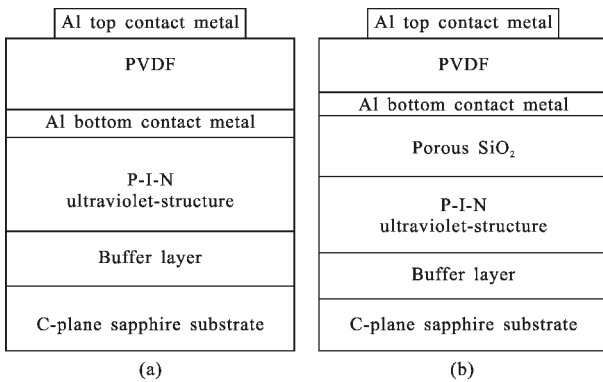 Al top contact metal
PVDF
Al bottom contact metal
P-I-N
ultraviolet-structure
Buffer layer
C-plane sapphire substrate
(a)
Al top contact metal
PVDF
Al bottom contact metal
Porous SiO₂
P-I-N
ultraviolet-structure
Buffer layer
C-plane sapphire substrate
(b)